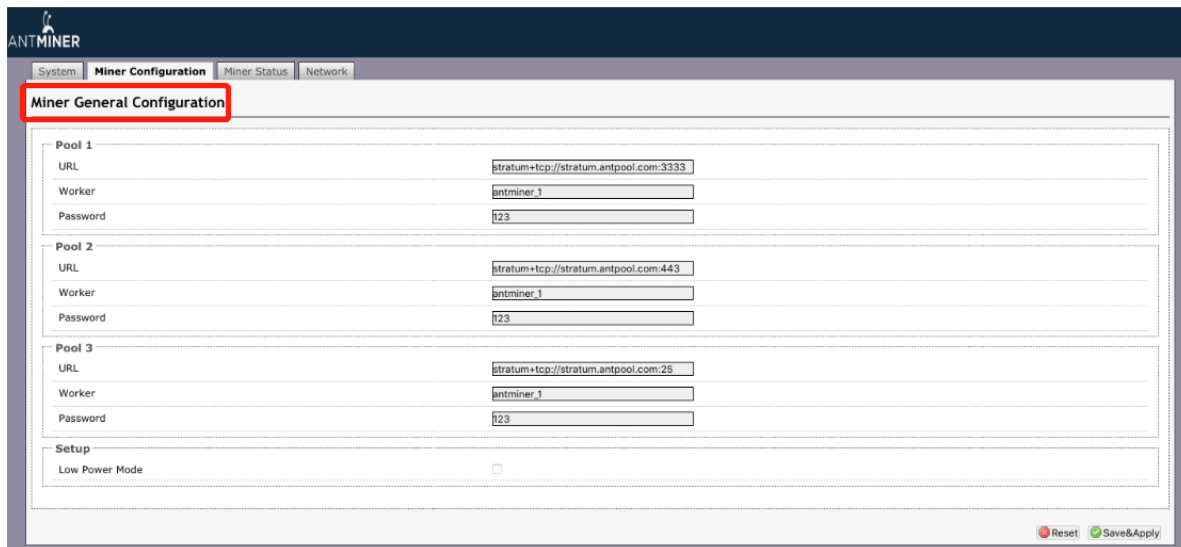 ANTMINER
System Miner Configuration Miner Status Network
Miner General Configuration
Pool 1
URL stratum+tcp://stratum.antpool.com:3333
Worker antminer_1
Password 123
Pool 2
URL stratum+tcp://stratum.antpool.com:443
Worker antminer_1
Password 123
Pool 3
URL stratum+tcp://stratum.antpool.com:25
Worker antminer_1
Password 123
Setup
Low Power Mode
Reset Save&Apply